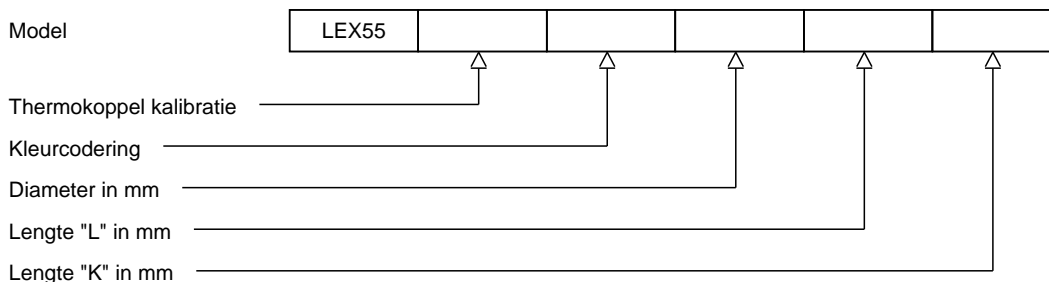 Model LEX55
Thermokoppel kalibratie
Kleurcodering
Diameter in mm
Lengte "L" in mm
Lengte "K" in mm